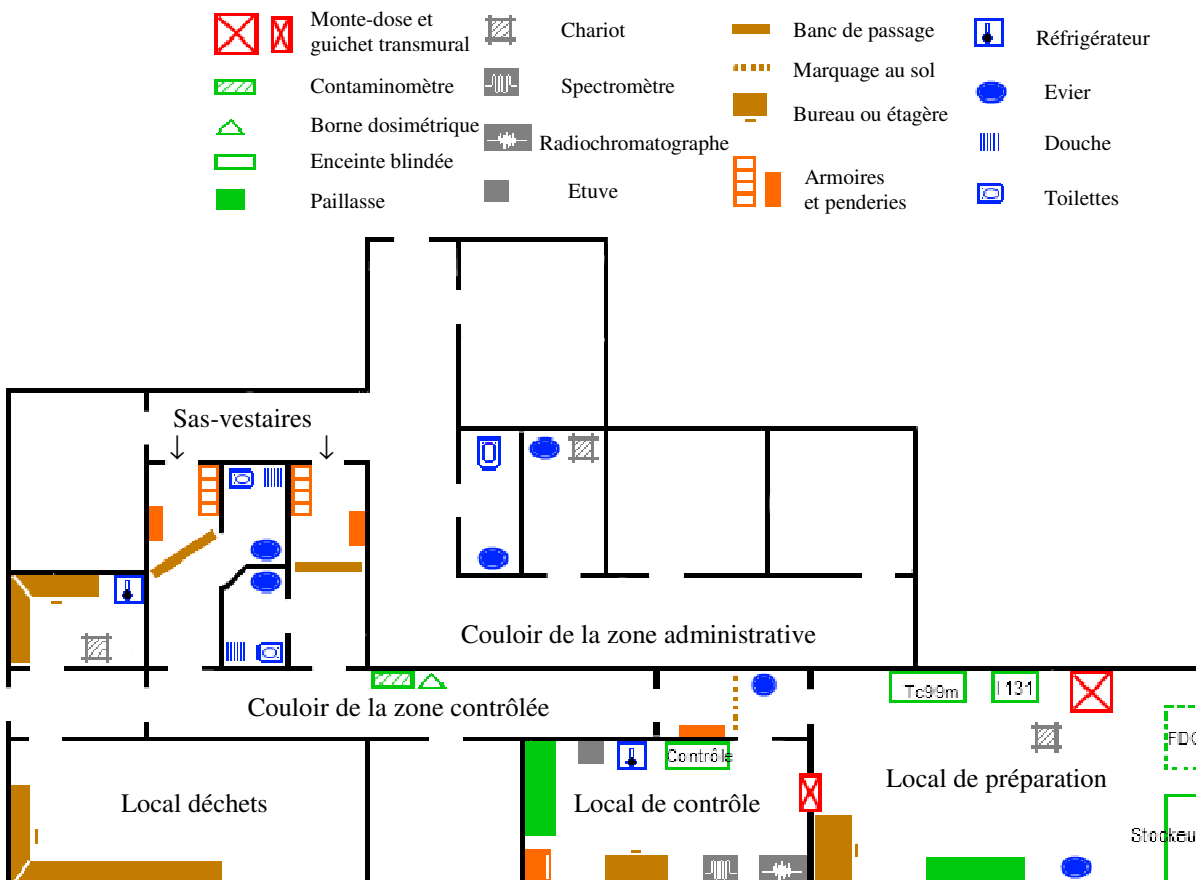 Monte-dose et
guichet transmural
Contaminomètre
Borne dosimétrique
Enceinte blindée
Paillasse
Chariot
Spectromètre
Radiochromatographe
Etuve
Banc de passage
Marquage au sol
Bureau ou étagère
Armoires
et penderies
Réfrigérateur
Evier
Douche
Toilettes
Sas-vestaires
Couloir de la zone administrative
Couloir de la zone contrôlée
Tc99m
I 131
Contrôle
Local déchets
Local de contrôle
Local de préparation